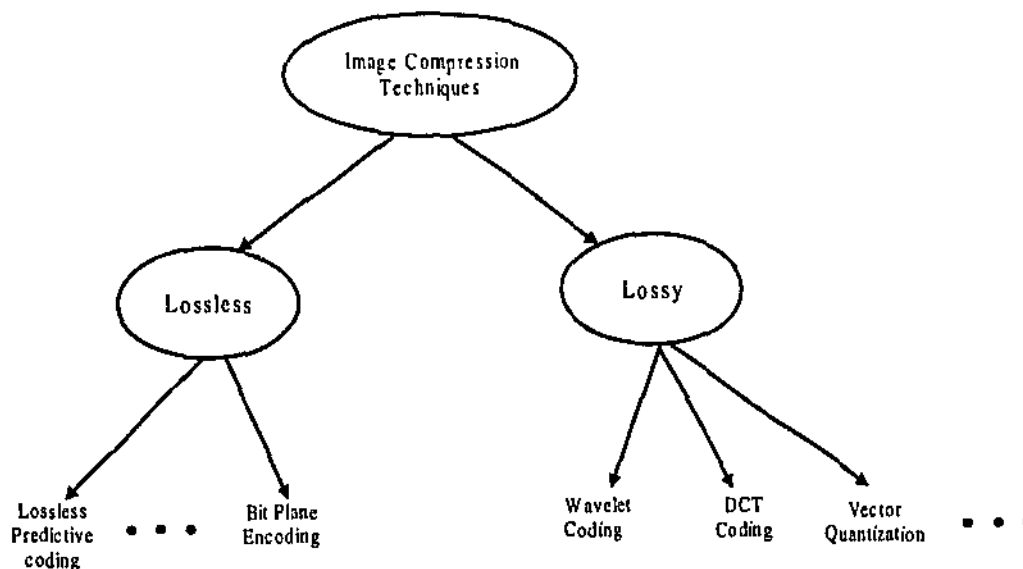 Image Compression
Techniques
Lossless
Lossy
Lossless
Predictive
coding
• • •
Bit Plane
Encoding
Wavelet
Coding
DCT
Coding
Vector
Quantization
• • •